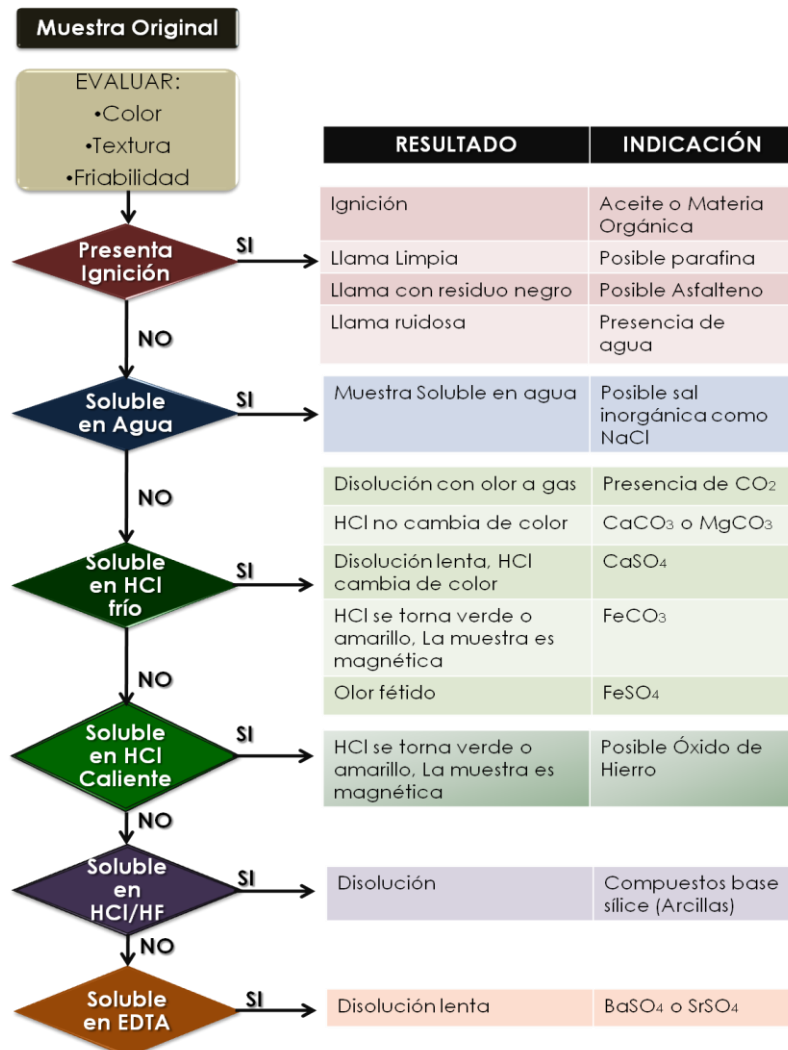 Muestra Original
EVALUAR:
•Color
•Textura
•Friabilidad
RESULTADO
INDICACIÓN
Presenta
Ignición
SI
NO
Ignición
Aceite o Materia
Orgánica
Llama Limpia
Posible parafina
Llama con residuo negro
Posible Asfalteno
Llama ruidosa
Presencia de
agua
Soluble
en Agua
SI
NO
Muestra Soluble en agua
Posible sal
inorgánica como
NaCl
Soluble
en HCl
frío
SI
NO
Disolución con olor a gas
Presencia de CO₂
HCl no cambia de color
CaCO₃ o MgCO₃
Disolución lenta, HCl
cambia de color
CaSO₄
HCl se torna verde o
amarillo, La muestra es
magnética
FeCO₃
Olor fétido
FeSO₄
Soluble
en HCl
Caliente
SI
NO
HCl se torna verde o
amarillo, La muestra es
magnética
Posible Óxido de
Hierro
Soluble
en
HCl/HF
SI
NO
Disolución
Compuestos base
sílice (Arcillas)
Soluble
en EDTA
SI
Disolución lenta
BaSO₄ o SrSO₄